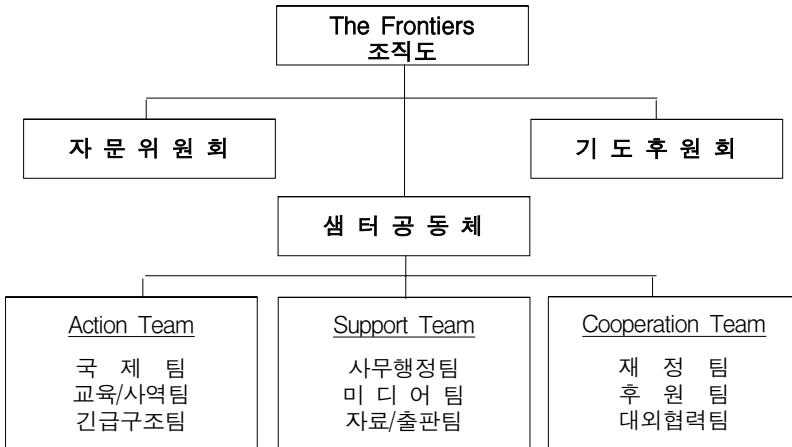 The Frontiers
조직도
자 문 위 원 회
기 도 후 원 회
샘 터 공 동 체
Action Team
국 제 팀
교육/사역팀
긴급구조팀
Support Team
사무행정팀
미 디 어 팀
자료/출판팀
Cooperation Team
재 정 팀
후 원 팀
대외협력팀